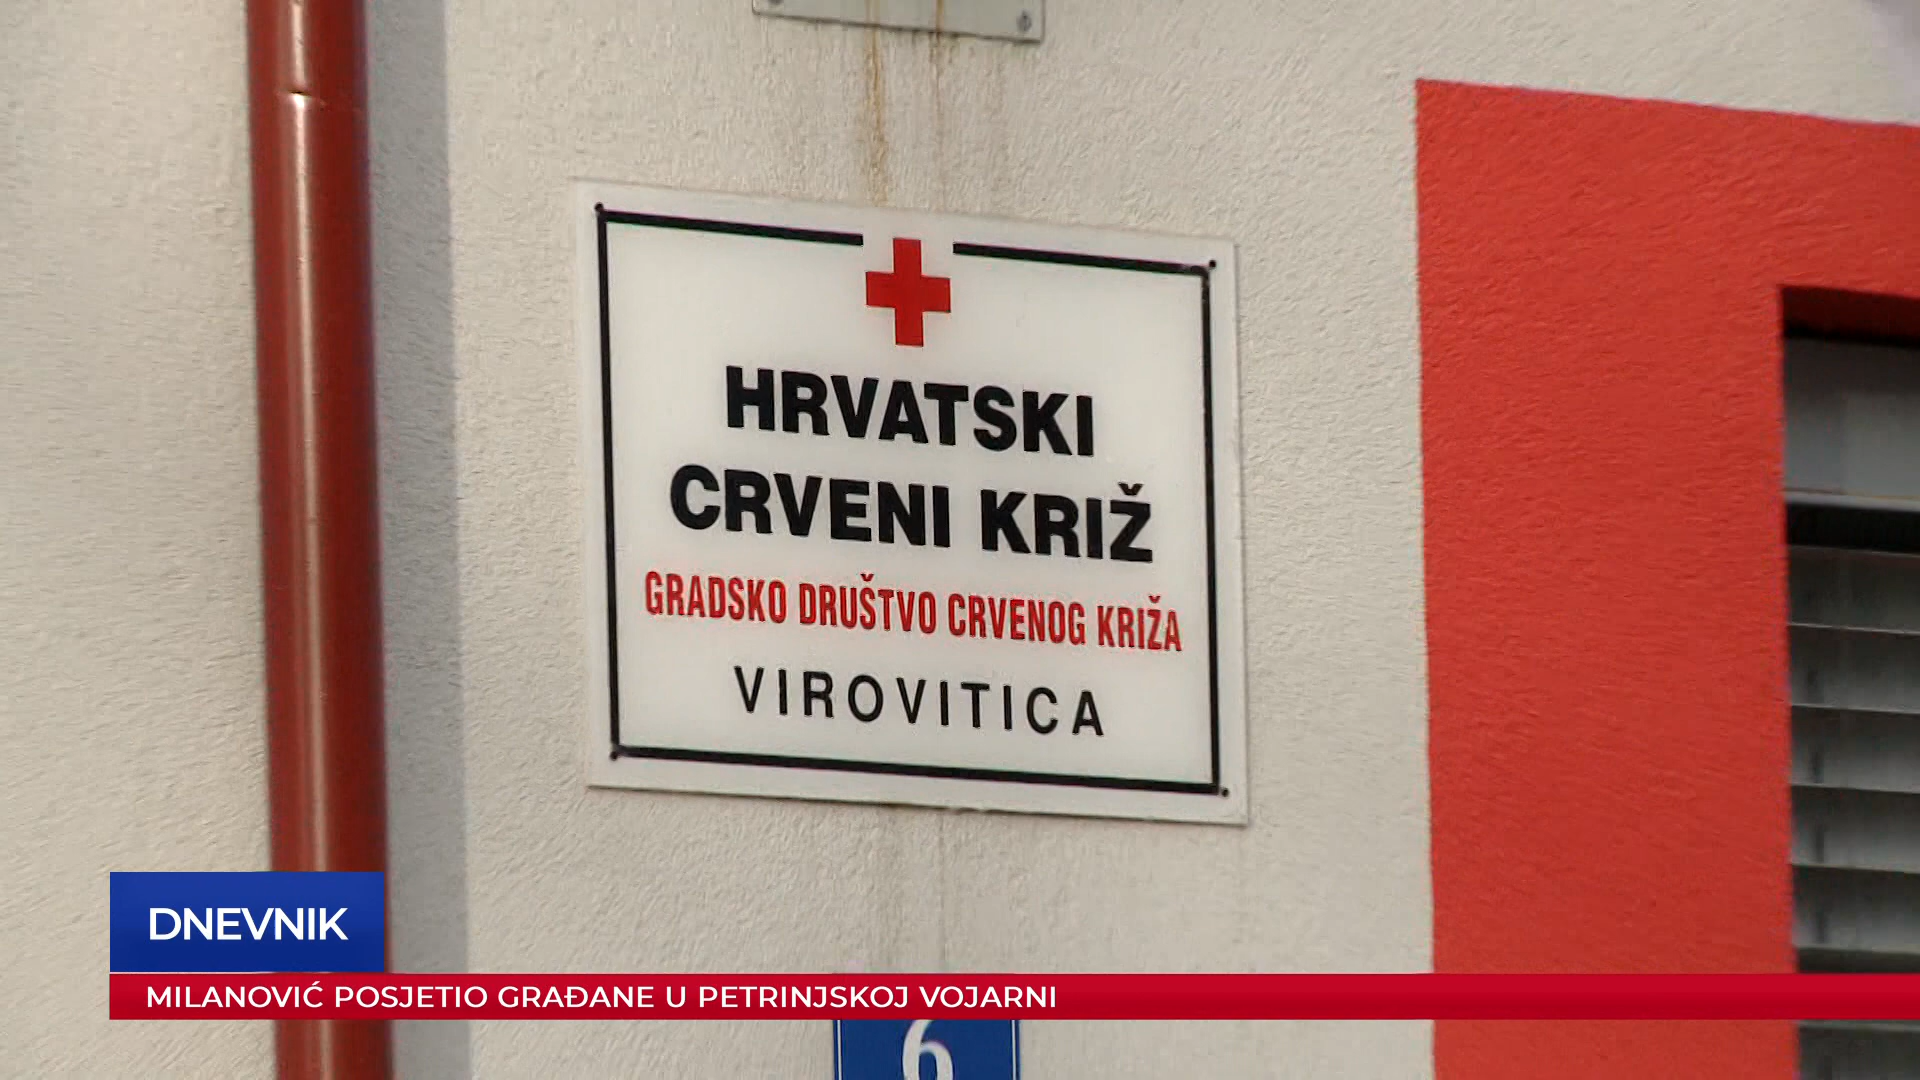 HRVATSKI
CRVENI KRIŽ
GRADSKO DRUŠTVO CRVENOG KRIŽA
VIROVITICA
DNEVNIK
MILANOVIĆ POSJETIO GRAĐANE U PETRINJSKOJ VOJARNI
6